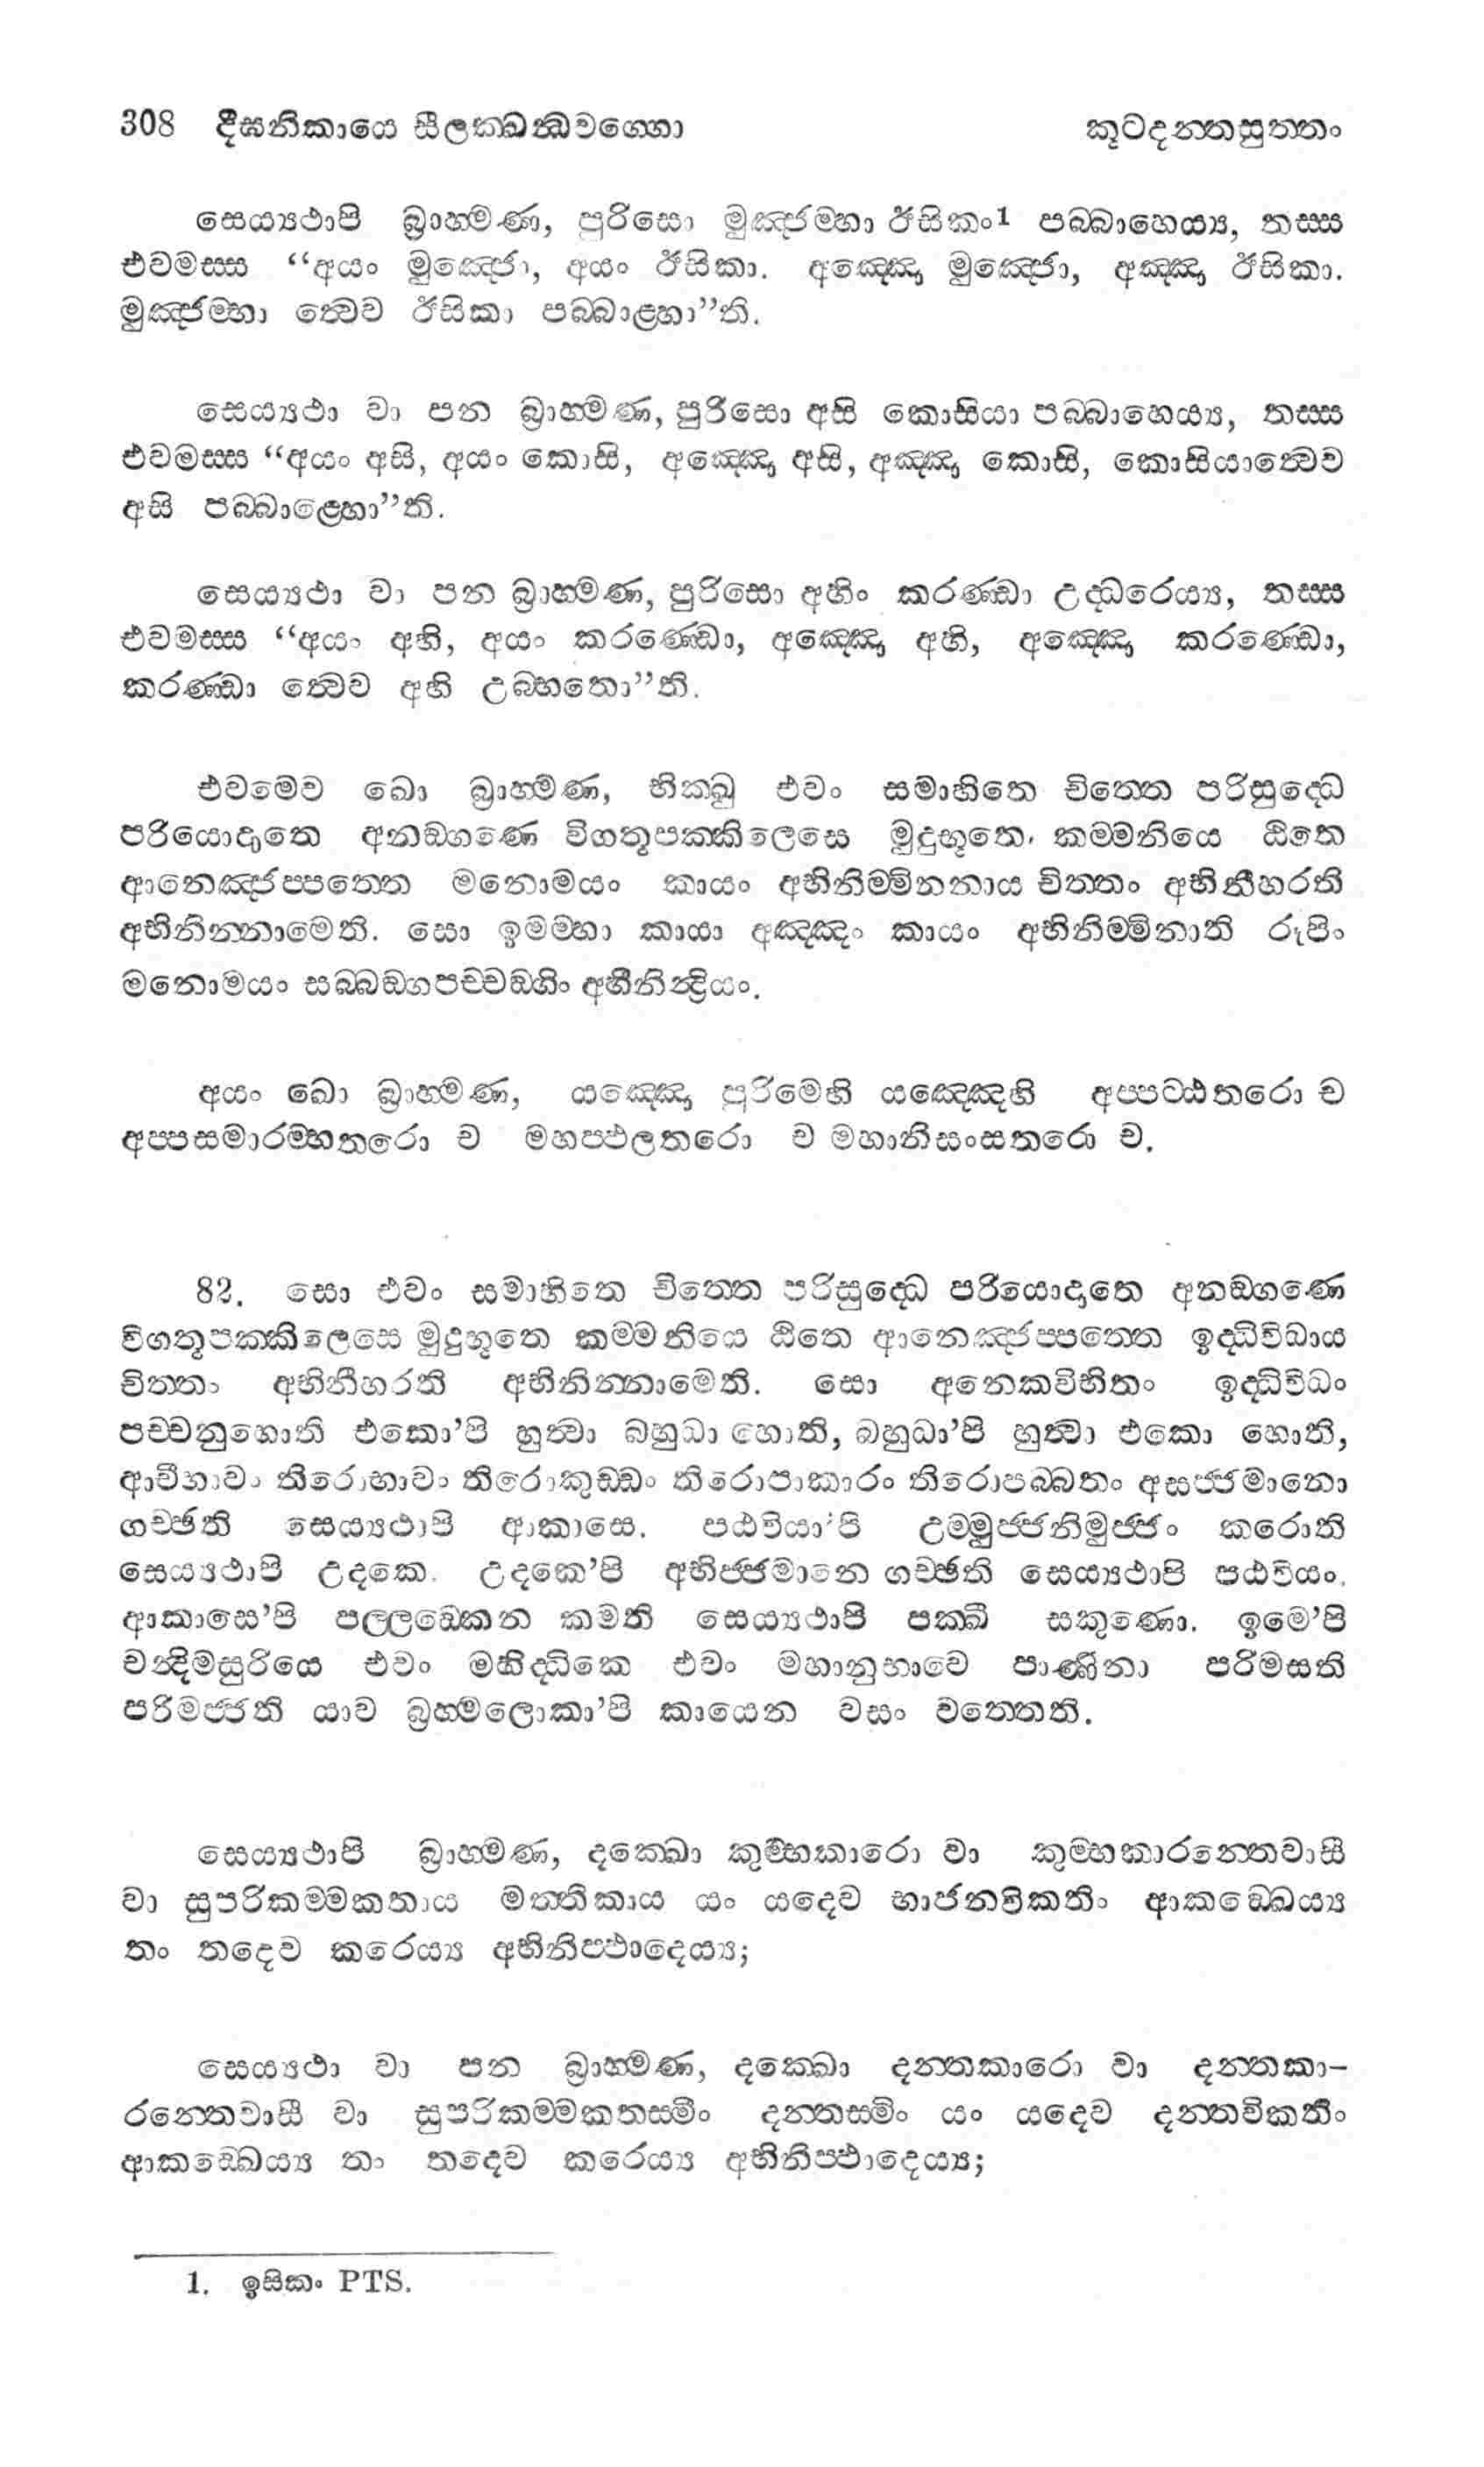 308 දීඝනිකායෙ සීලක්ඛන්ධවග්ගො කූටදන්තසුත්තං
සෙය්‍යථාපි බ්‍රාහ්මණ, පුරිසො මුඤ්ජම්හා ඊසිකං1 පබ්බාහෙය්‍ය, තස්ස
එවමස්ස “අයං මුඤ්ජො, අයං ඊසිකා. අඤ්ඤො මුඤ්ජො, අඤ්ඤා ඊසිකා.
මුඤ්ජම්හා ත්වෙව ඊසිකා පබ්බාළ්හා”ති.
සෙය්‍යථා වා පන බ්‍රාහ්මණ, පුරිසො අසි කොසියා පබ්බාහෙය්‍ය, තස්ස
එවමස්ස “අයං අසි, අයං කොසි, අඤ්ඤො අසි, අඤ්ඤා කොසි, කොසියාත්වෙව
අසි පබ්බාළ්හො”ති.
සෙය්‍යථා වා පන බ්‍රාහ්මණ, පුරිසො අහිං කරණ්ඩා උද්ධරෙය්‍ය, තස්ස
එවමස්ස “අයං අහි, අයං කරණ්ඩො, අඤ්ඤො අහි, අඤ්ඤො කරණ්ඩො,
කරණ්ඩා ත්වෙව අහි උබ්භතො”ති.
එවමෙව ඛො බ්‍රාහ්මණ, භික්ඛු එවං සමාහිතෙ චිත්තෙ පරිසුද්ධෙ
පරියොදාතෙ අනඞ්ගණෙ විගතූපක්කිලෙසෙ මුදුභූතෙ කම්මනියෙ ඨිතෙ
ආනෙඤ්ජප්පත්තෙ මනොමයං කායං අභිනිම්මිනනාය චිත්තං අභිනීහරති
අභිනින්නාමෙති. සො ඉමම්හා කායා අඤ්ඤං කායං අභිනිම්මිනාති රූපිං
මනොමයං සබ්බඞ්ගපච්චඞ්ගිං අහීනින්ද්‍රියං.
අයං ඛො බ්‍රාහ්මණ, යඤ්ඤො පුරිමෙහි යඤ්ඤෙහි අප්පට්ඨතරො ච
අප්පසමාරම්භතරො ච මහප්ඵලතරො ච මහානිසංසතරො ච.
82. සො එවං සමාහිතෙ චිත්තෙ පරිසුද්ධෙ පරියොදාතෙ අනඞ්ගණෙ
විගතූපක්කිලෙසෙ මුදුභූතෙ කම්මනියෙ ඨිතෙ ආනෙඤ්ජප්පත්තෙ ඉද්ධිවිධාය
චිත්තං අභිනීහරති අභිනින්නාමෙති. සො අනෙකවිහිතං ඉද්ධිවිධං
පච්චනුභොති එකො’පි හුත්වා බහුධා හොති, බහුධා’පි හුත්වා එකො හොති,
ආවීභාවං තිරොභාවං තිරොකුඩ්ඩං තිරොපාකාරං තිරොපබ්බතං අසජ්ජමානො
ගච්ඡති සෙය්‍යථාපි ආකාසෙ. පඨවියා’පි උම්මුජ්ජනිමුජ්ජං කරොති
සෙය්‍යථාපි උදකෙ. උදකෙ’පි අභිජ්ජමානෙ ගච්ඡති සෙය්‍යථාපි පඨවියං.
ආකාසෙ’පි පල්ලඞ්කෙන කමති සෙය්‍යථාපි පක්ඛී සකුණො. ඉමෙ’පි
චන්දිමසුරියෙ එවං මහිද්ධිකෙ එවං මහානුභාවෙ පාණිනා පරිමසති
පරිමජ්ජති යාව බ්‍රහ්මලොකා’පි කායෙන වසං වත්තෙති.
සෙය්‍යථාපි බ්‍රාහ්මණ, දක්ඛො කුම්භකාරො වා කුම්භකාරන්තෙවාසී
වා සුපරිකම්මකතාය මත්තිකාය යං යදෙව භාජනවිකතිං ආකඞ්ඛෙය්‍ය
තං තදෙව කරෙය්‍ය අභිනිප්ඵාදෙය්‍ය;
සෙය්‍යථා වා පන බ්‍රාහ්මණ, දක්ඛො දන්තකාරො වා දන්තකා-
රන්තෙවාසී වා සුපරිකම්මකතස්මිං දන්තස්මිං යං යදෙව දන්තවිකතිං
ආකඞ්ඛෙය්‍ය තං තදෙව කරෙය්‍ය අභිනිප්ඵාදෙය්‍ය;
1. ඉසිකං PTS.